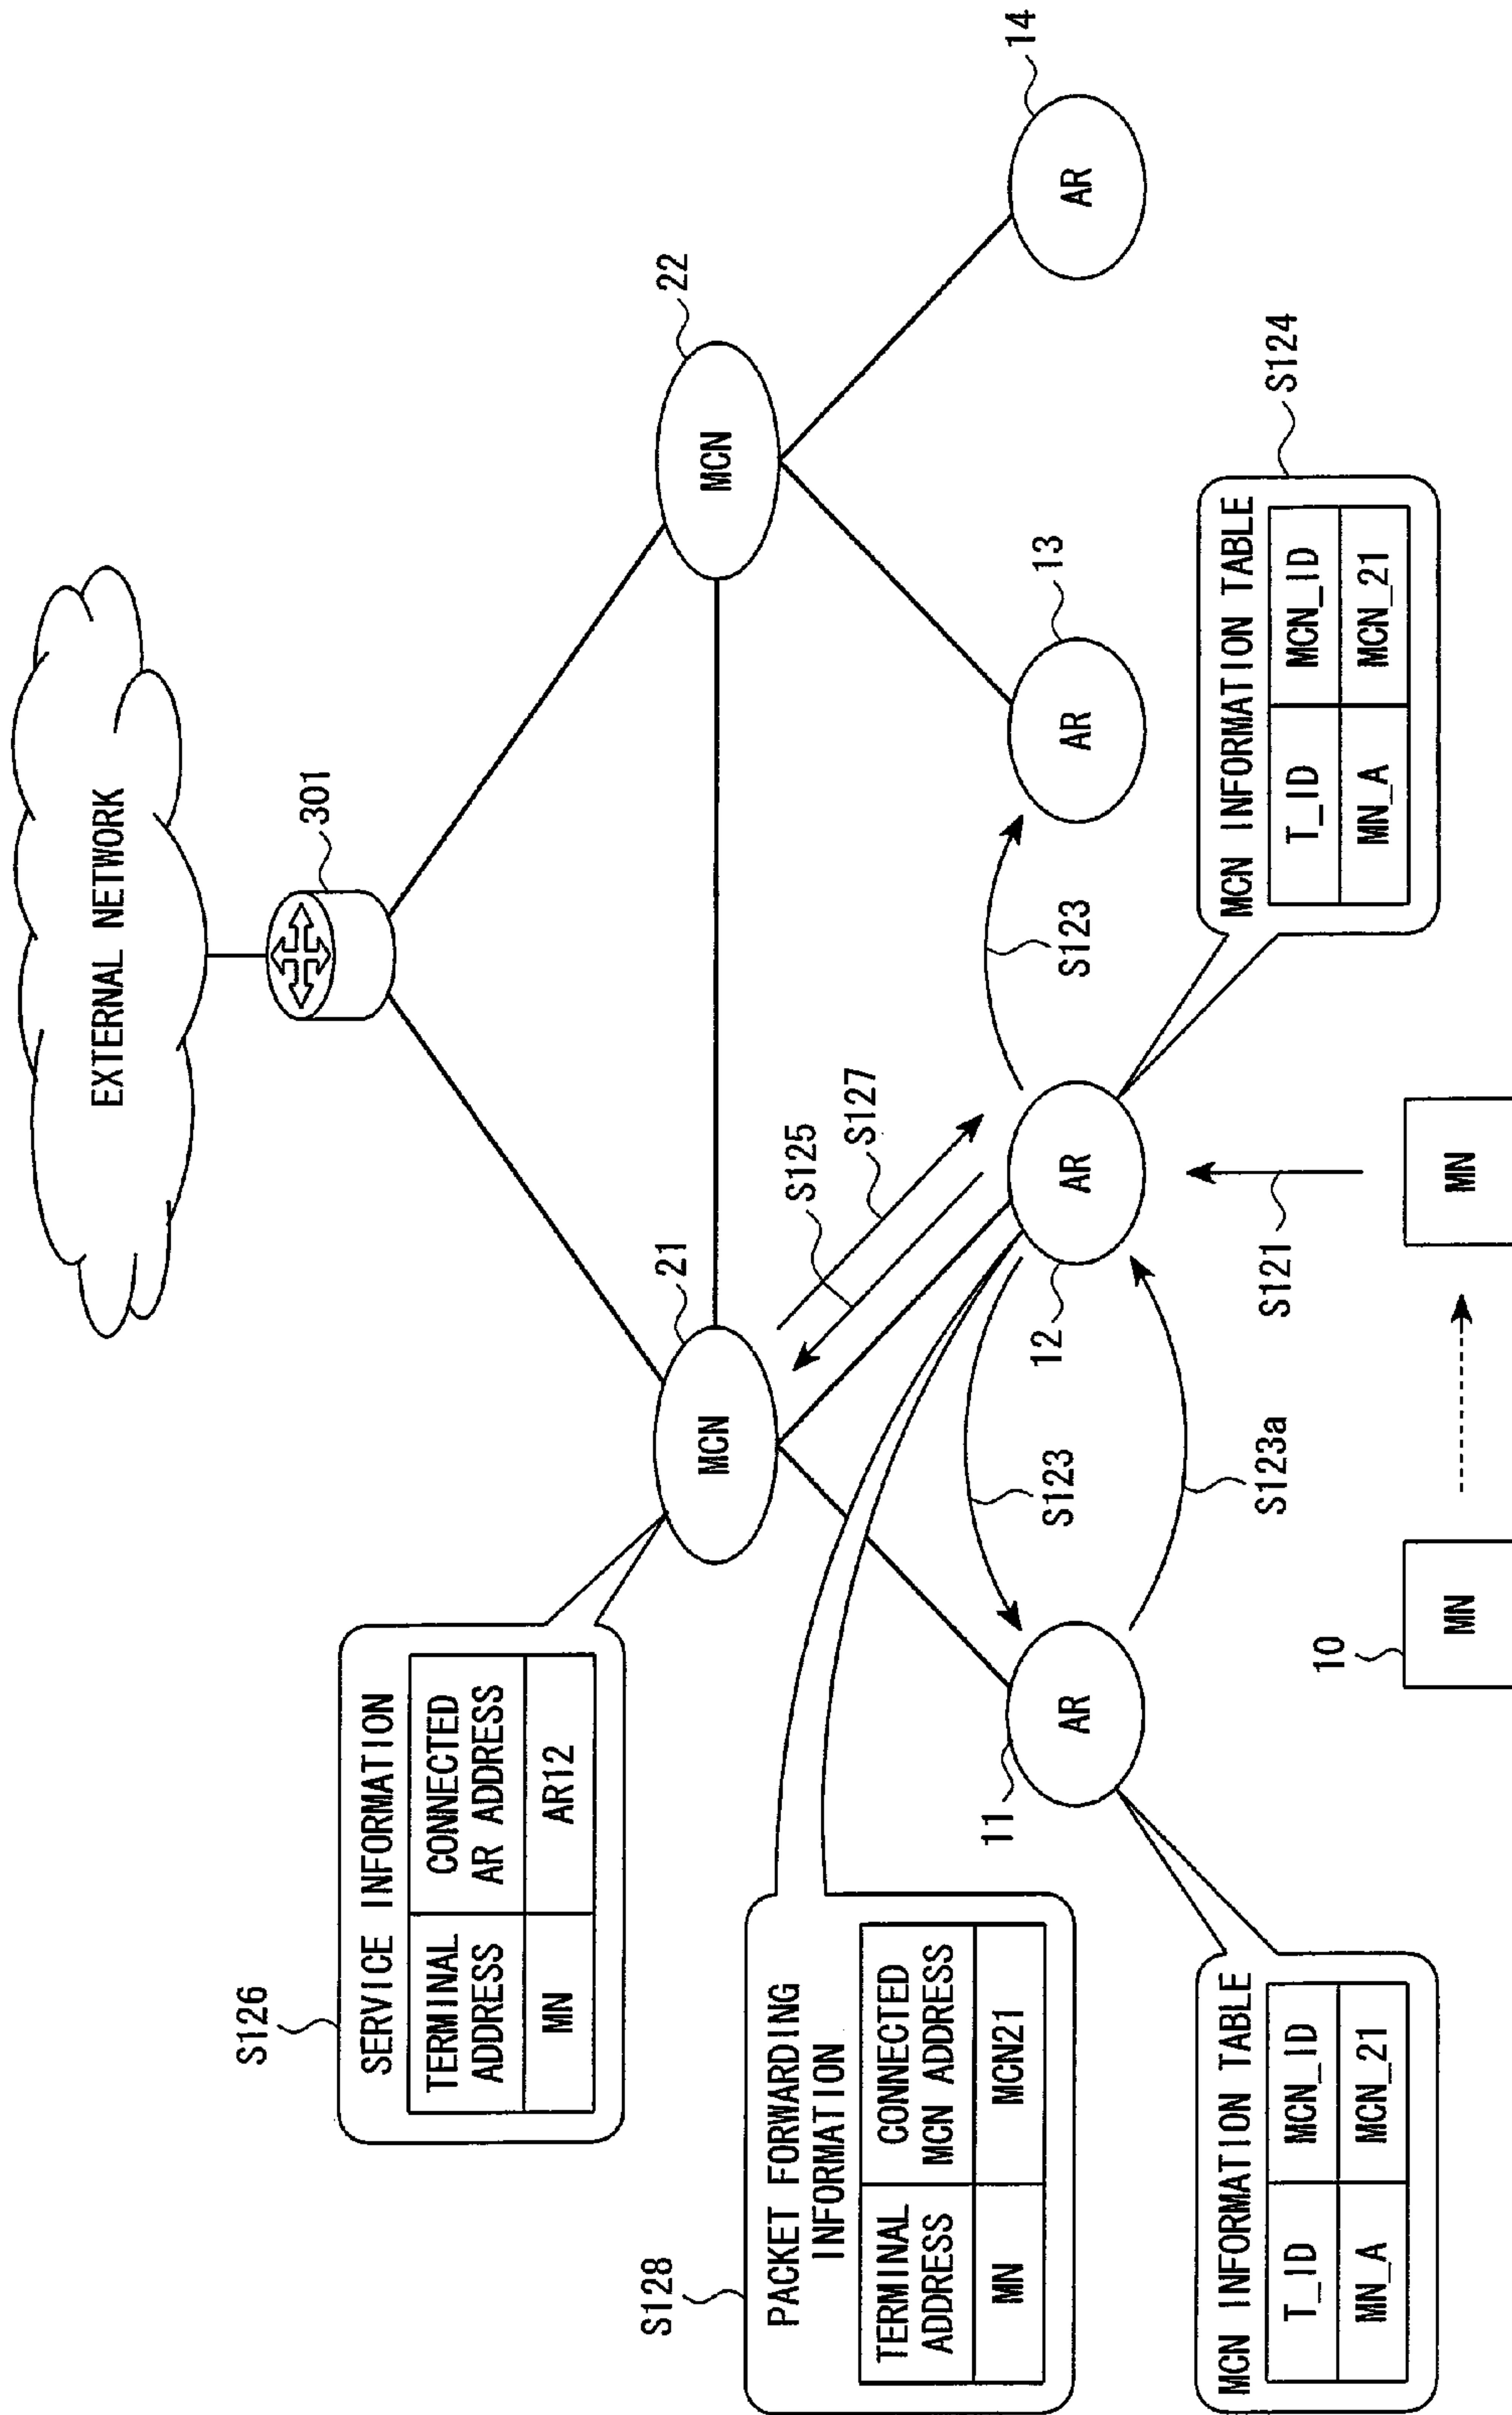 EXTERNAL NETWORK
301
S126
SERVICE INFORMATION
TERMINAL ADDRESS
CONNECTED AR ADDRESS
MN
AR12
21
MCN
22
MCN
S128
PACKET FORWARDING
INFORMATION
TERMINAL ADDRESS
CONNECTED MCN ADDRESS
MN
MCN21
S125
S127
11
AR
S123
12
AR
S123
13
AR
14
AR
S123a
S121
MCN INFORMATION TABLE
T_ID
MCN_ID
MN_A
MCN_21
S124
MCN INFORMATION TABLE
T_ID
MCN_ID
MN_A
MCN_21
10
MN
MN